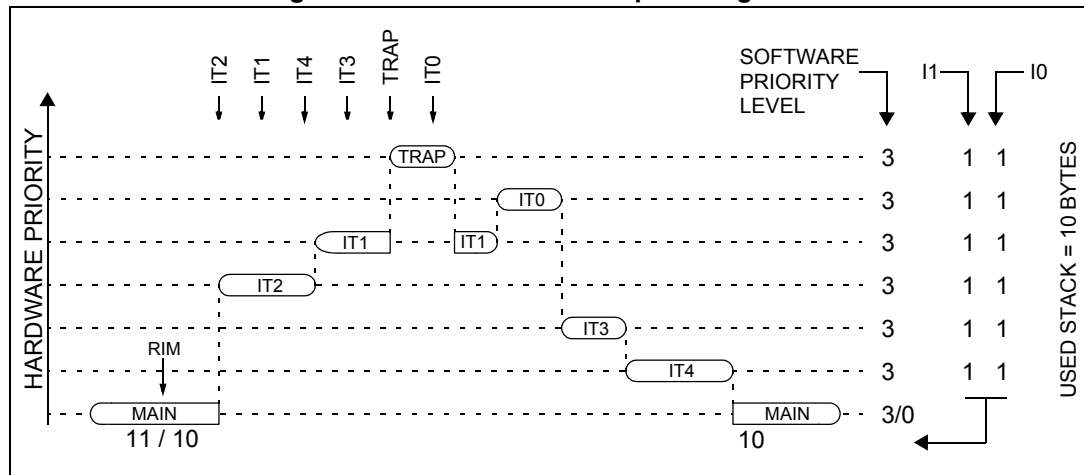 IT2
IT1
IT4
IT3
TRAP
IT0
SOFTWARE
PRIORITY
LEVEL
I1
I0
HARDWARE PRIORITY
TRAP
3
1 1
IT0
3
1 1
IT1
IT1
3
1 1
IT2
3
1 1
IT3
3
1 1
RIM
IT4
3
1 1
MAIN
MAIN
3/0
11 / 10
10
USED STACK = 10 BYTES